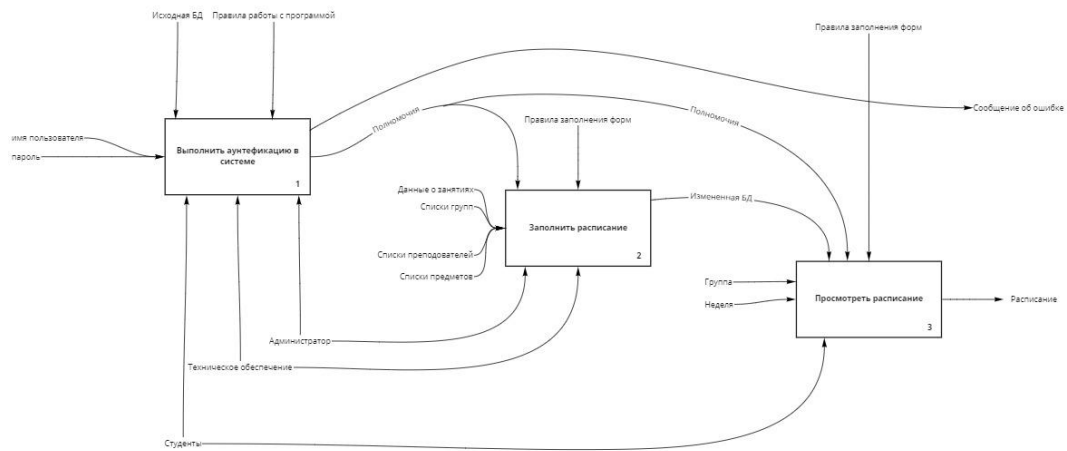 Исходная БД
Правила работы с программой
Правила заполнения форм
Сообщение об ошибке
Полномочия
Полномочия
Правила заполнения форм
имя пользователя
пароль
Выполнить аунтефикацию в
системе
1
Данные о занятиях
Списки групп
Списки преподователей
Списки предметов
Заполнить расписание
2
Измененная БД
Группа
Неделя
Просмотреть расписание
3
Расписание
Администратор
Техническое обеспечение
Студенты